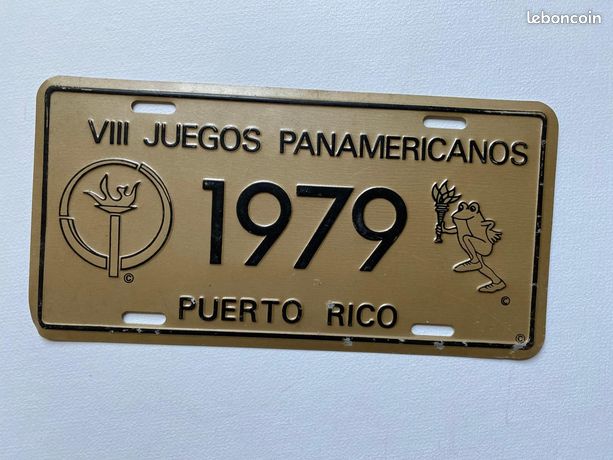 leboncoin
VIII JUEGOS PANAMERICANOS
1979
©
©
PUERTO RICO
©